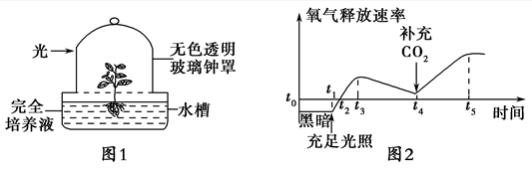 光
无色透明
玻璃钟罩
完全
培养液
水槽
图1
氧气释放速率
补充
CO₂
t₀
t₁
t₂
t₃
t₄
t₅
时间
黑暗
充足光照
图2